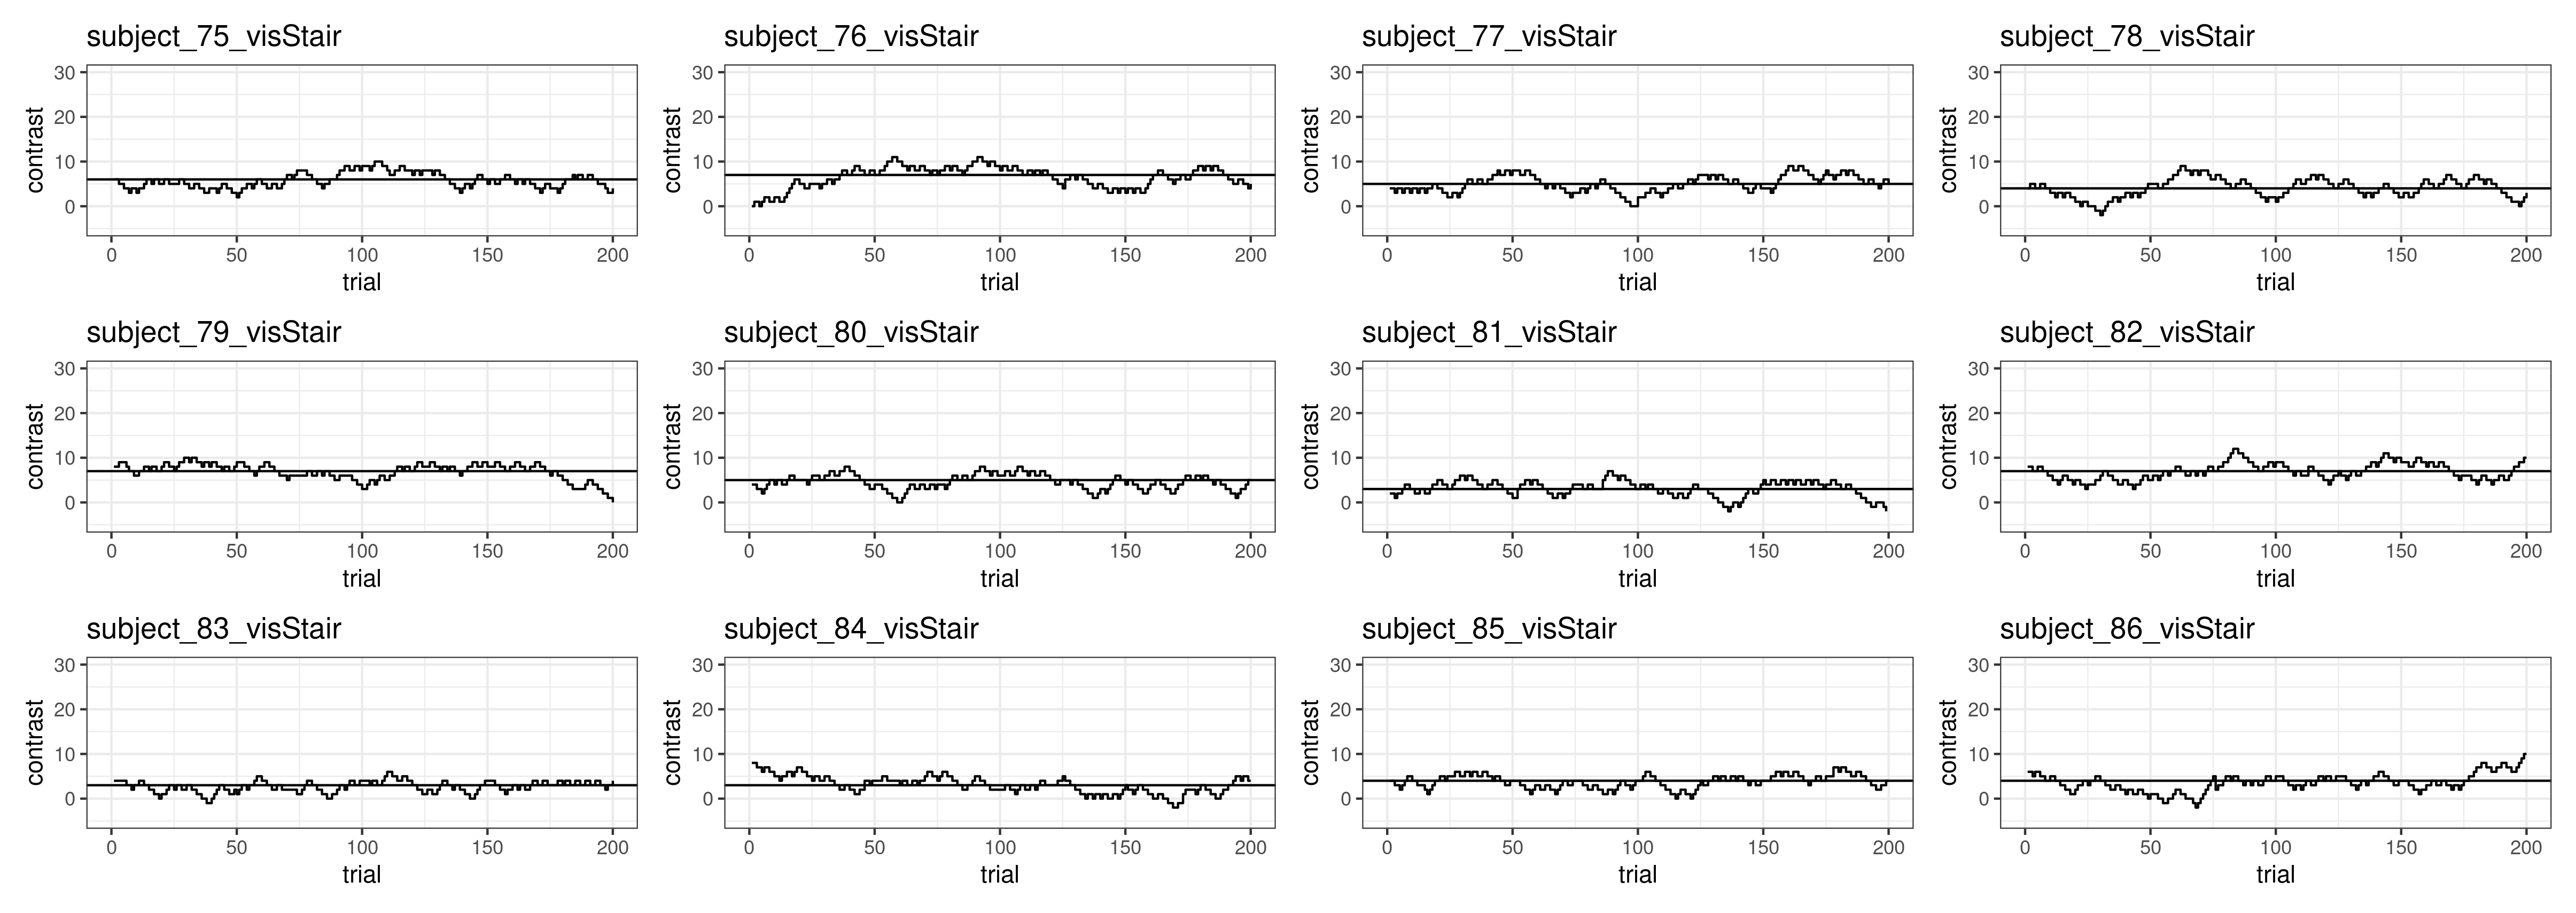 subject_75_visStair
subject_76_visStair
subject_77_visStair
subject_78_visStair
contrast
30
20
10
0
contrast
30
20
10
0
contrast
30
20
10
0
contrast
30
20
10
0
0 50 100 150 200
0 50 100 150 200
0 50 100 150 200
0 50 100 150 200
trial
trial
trial
trial
subject_79_visStair
subject_80_visStair
subject_81_visStair
subject_82_visStair
contrast
30
20
10
0
contrast
30
20
10
0
contrast
30
20
10
0
contrast
30
20
10
0
0 50 100 150 200
0 50 100 150 200
0 50 100 150 200
0 50 100 150 200
trial
trial
trial
trial
subject_83_visStair
subject_84_visStair
subject_85_visStair
subject_86_visStair
contrast
30
20
10
0
contrast
30
20
10
0
contrast
30
20
10
0
contrast
30
20
10
0
0 50 100 150 200
0 50 100 150 200
0 50 100 150 200
0 50 100 150 200
trial
trial
trial
trial